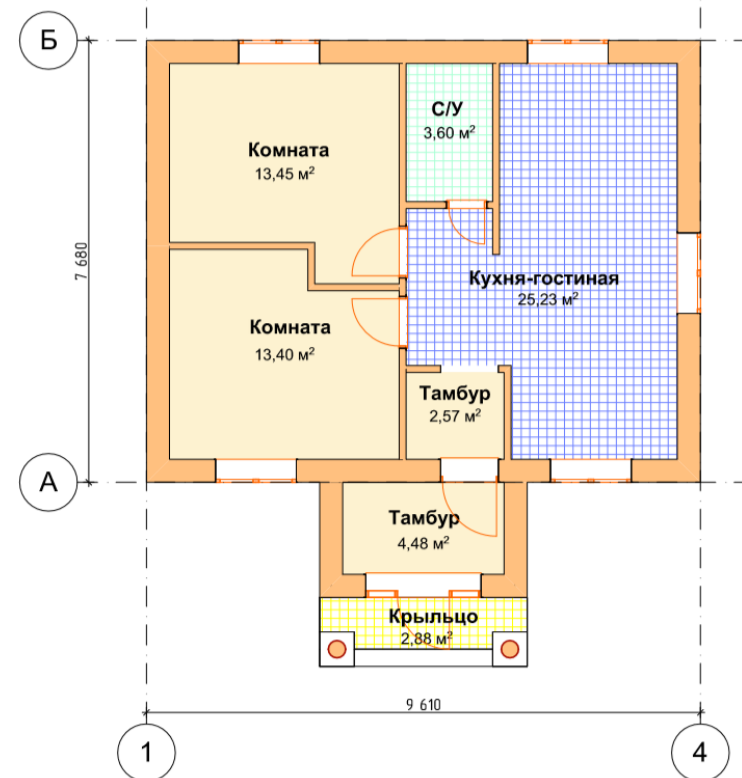 Б
С/У
3,60 м²
Комната
13,45 м²
7 680
Кухня-гостиная
25,23 м²
Комната
13,40 м²
Тамбур
2,57 м²
А
Тамбур
4,48 м²
Крыльцо
2,88 м²
9 610
1
4